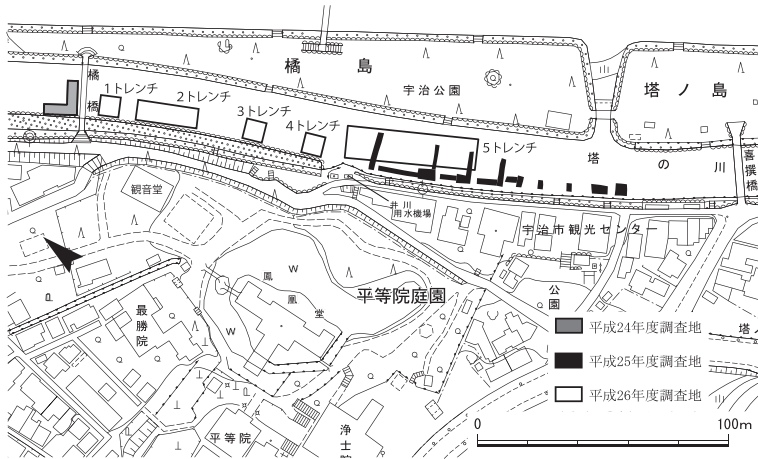 橘島
塔ノ島
宇治公園
橘橋
1トレンチ
2トレンチ
3トレンチ
4トレンチ
5トレンチ
塔の川
喜撰橋
観音堂
井川
用水機場
宇治市観光センター
鳳凰堂
W
W
平等院庭園
公園
最勝院
平等院
浄土院
塔ノ
平成24年度調査地
平成25年度調査地
平成26年度調査地
0
100m